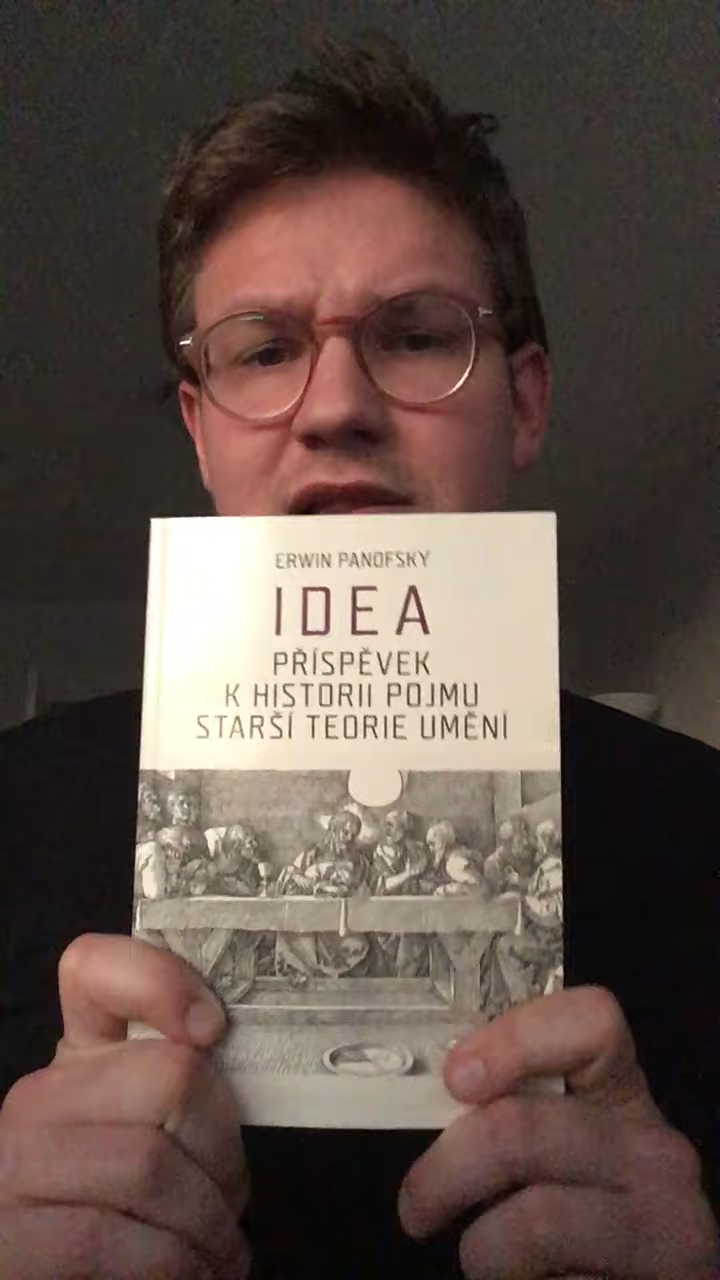 ERWIN PANOFSKY
IDEA
PŘÍSPĚVEK
K HISTORII POJMU
STARŠÍ TEORIE UMĚNÍ